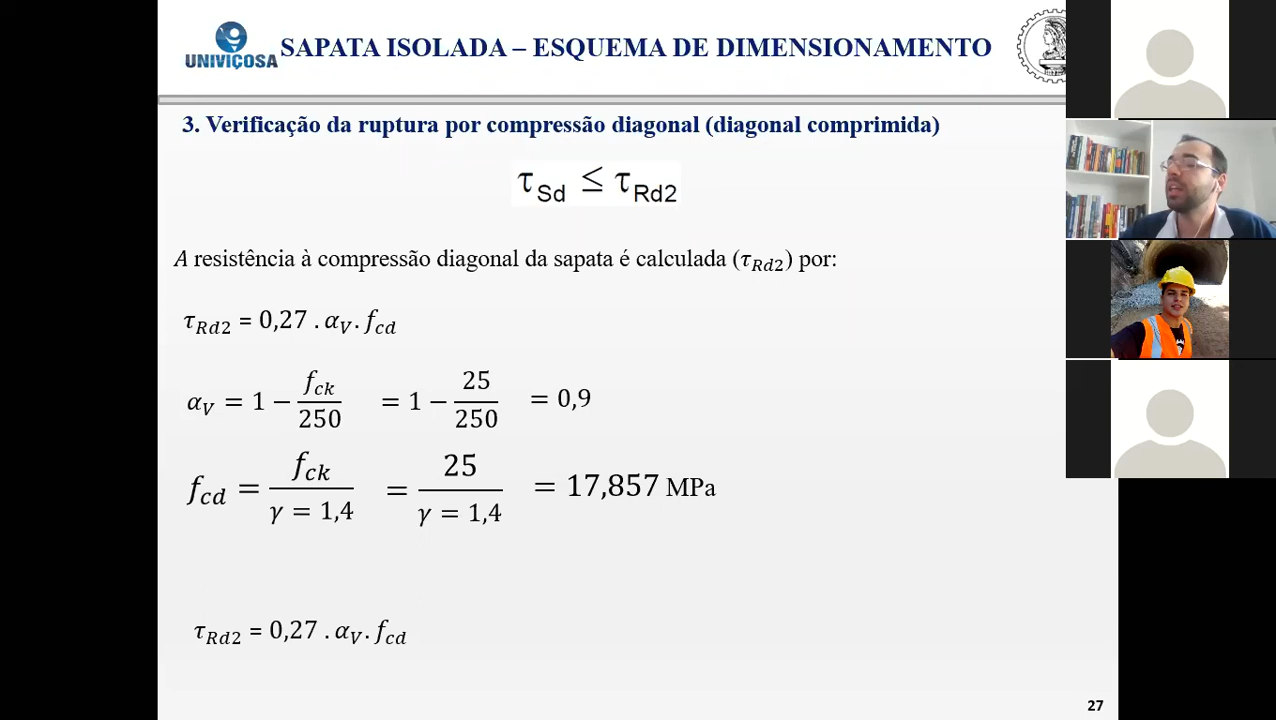 UNIVIÇOSA
SAPATA ISOLADA – ESQUEMA DE DIMENSIONAMENTO
3. Verificação da ruptura por compressão diagonal (diagonal comprimida)
τSd ≤ τRd2
A resistência à compressão diagonal da sapata é calculada (τRd2) por:
τRd2 = 0,27 . αV. fcd
αV = 1 − fck/250 = 1 − 25/250 = 0,9
fcd = fck/γ = 1,4 = 25/γ = 1,4 = 17,857 MPa
τRd2 = 0,27 . αV. fcd
27